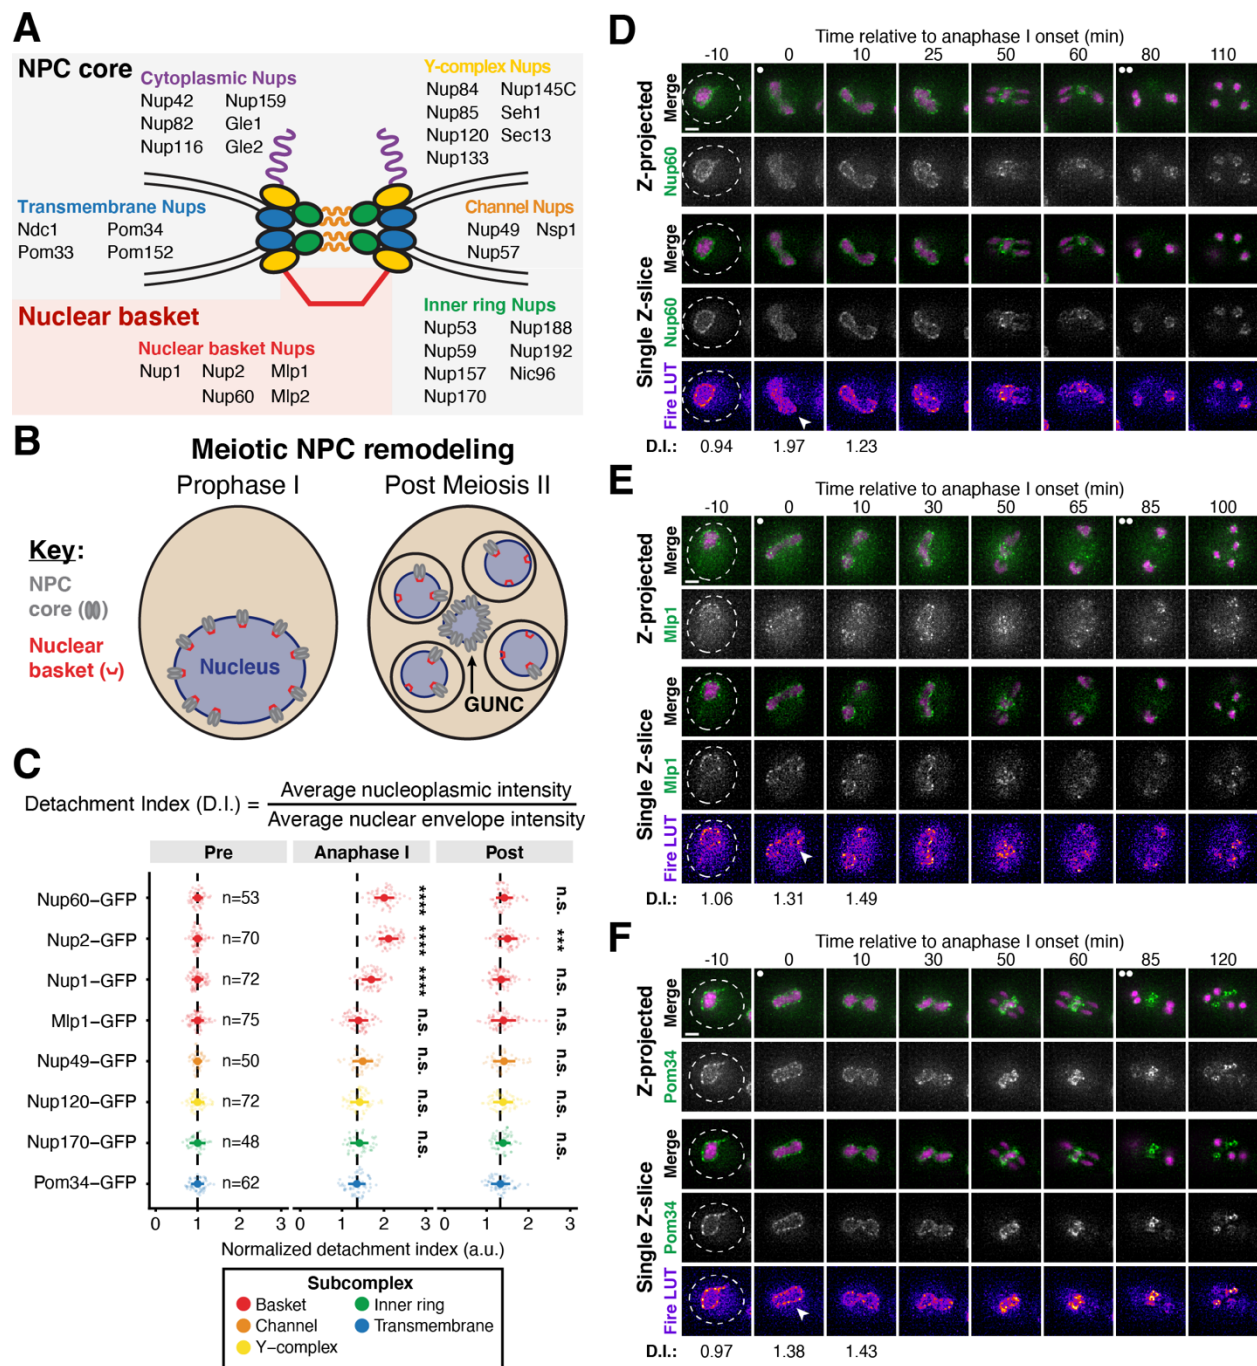 A
NPC core
Cytoplasmic Nups
Nup42 Nup159
Nup82 Gle1
Nup116 Gle2
Y-complex Nups
Nup84 Nup145C
Nup85 Seh1
Nup120 Sec13
Nup133
Transmembrane Nups
Ndc1 Pom34
Pom33 Pom152
Channel Nups
Nup49 Nsp1
Nup57
Nuclear basket
Nuclear basket Nups
Nup1 Nup2 Mlp1
Nup60 Mlp2
Inner ring Nups
Nup53 Nup188
Nup59 Nup192
Nup157 Nic96
Nup170
B
Meiotic NPC remodeling
Prophase I Post Meiosis II
Key:
NPC
core ( )
Nuclear
basket ( )
Nucleus
GUNC
C
Detachment Index (D.I.) = Average nucleoplasmic intensity
Average nuclear envelope intensity
Pre Anaphase I Post
Nup60–GFP n=53 **** n.s.
Nup2–GFP n=70 **** ***
Nup1–GFP n=72 **** n.s.
Mlp1–GFP n=75 n.s. n.s.
Nup49–GFP n=50 n.s. n.s.
Nup120–GFP n=72 n.s. n.s.
Nup170–GFP n=48 n.s. n.s.
Pom34–GFP n=62
0 1 2 3 0 1 2 3 0 1 2 3
Normalized detachment index (a.u.)
Subcomplex
Basket Inner ring
Channel Transmembrane
Y−complex
D
Time relative to anaphase I onset (min)
-10 0 10 25 50 60 80 110
Z-projected
Merge
Nup60
Single Z-slice
Merge
Nup60
Fire LUT
D.I.: 0.94 1.97 1.23
E
Time relative to anaphase I onset (min)
-10 0 10 30 50 65 85 100
Z-projected
Merge
Mlp1
Single Z-slice
Merge
Mlp1
Fire LUT
D.I.: 1.06 1.31 1.49
F
Time relative to anaphase I onset (min)
-10 0 10 30 50 60 85 120
Z-projected
Merge
Pom34
Single Z-slice
Merge
Pom34
Fire LUT
D.I.: 0.97 1.38 1.43